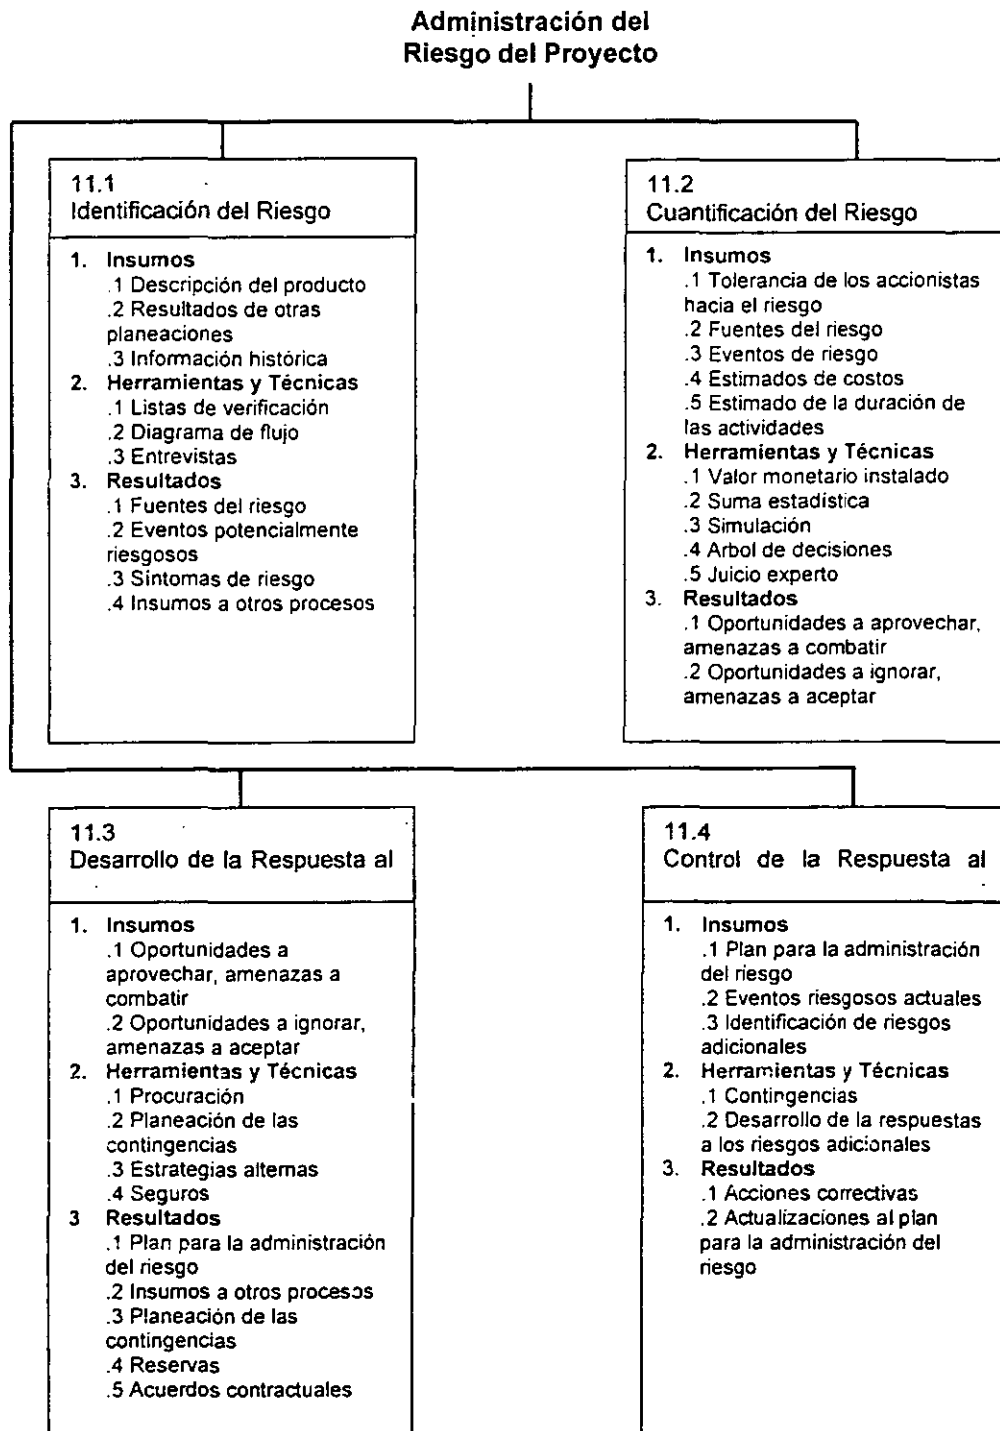 Administración del
Riesgo del Proyecto
11.1
Identificación del Riesgo
1. Insumos
.1 Descripción del producto
.2 Resultados de otras
planeaciones
.3 Información histórica
2. Herramientas y Técnicas
.1 Listas de verificación
.2 Diagrama de flujo
.3 Entrevistas
3. Resultados
.1 Fuentes del riesgo
.2 Eventos potencialmente
riesgosos
.3 Síntomas de riesgo
.4 Insumos a otros procesos
11.2
Cuantificación del Riesgo
1. Insumos
.1 Tolerancia de los accionistas
hacia el riesgo
.2 Fuentes del riesgo
.3 Eventos de riesgo
.4 Estimados de costos
.5 Estimado de la duración de
las actividades
2. Herramientas y Técnicas
.1 Valor monetario instalado
.2 Suma estadística
.3 Simulación
.4 Arbol de decisiones
.5 Juicio experto
3. Resultados
.1 Oportunidades a aprovechar,
amenazas a combatir
.2 Oportunidades a ignorar,
amenazas a aceptar
11.3
Desarrollo de la Respuesta al
1. Insumos
.1 Oportunidades a
aprovechar, amenazas a
combatir
.2 Oportunidades a ignorar,
amenazas a aceptar
2. Herramientas y Técnicas
.1 Procuración
.2 Planeación de las
contingencias
.3 Estrategias alternas
.4 Seguros
3 Resultados
.1 Plan para la administración
del riesgo
.2 Insumos a otros procesos
.3 Planeación de las
contingencias
.4 Reservas
.5 Acuerdos contractuales
11.4
Control de la Respuesta al
1. Insumos
.1 Plan para la administración
del riesgo
.2 Eventos riesgosos actuales
.3 Identificación de riesgos
adicionales
2. Herramientas y Técnicas
.1 Contingencias
.2 Desarrollo de la respuestas
a los riesgos adicionales
3. Resultados
.1 Acciones correctivas
.2 Actualizaciones al plan
para la administración del
riesgo